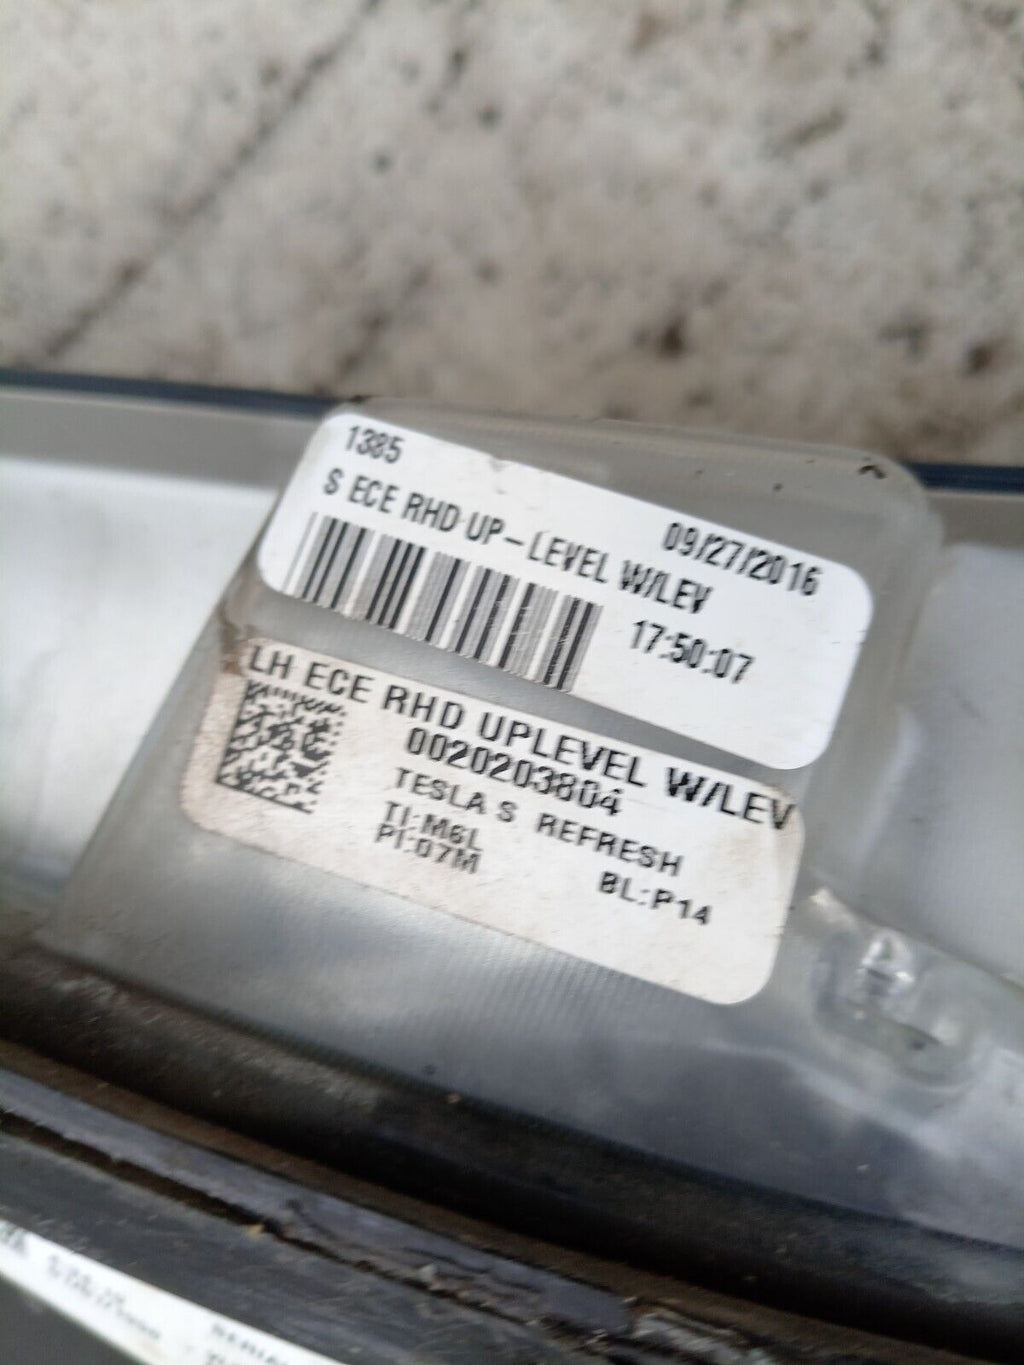 1385
09/27/2016
S ECE RHD UP-LEVEL W/LEV
17:50:07
LH ECE RHD UPLEVEL W/LEV
0020203804
TESLA S REFRESH
TI:M6L
PI:07M
BL:P14